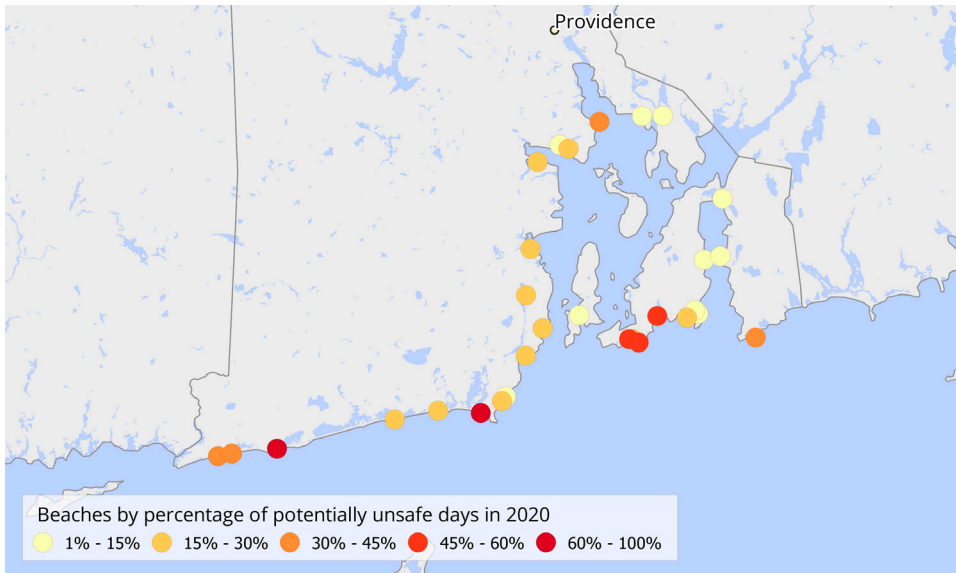 Providence
Beaches by percentage of potentially unsafe days in 2020
1% - 15% 15% - 30% 30% - 45% 45% - 60% 60% - 100%